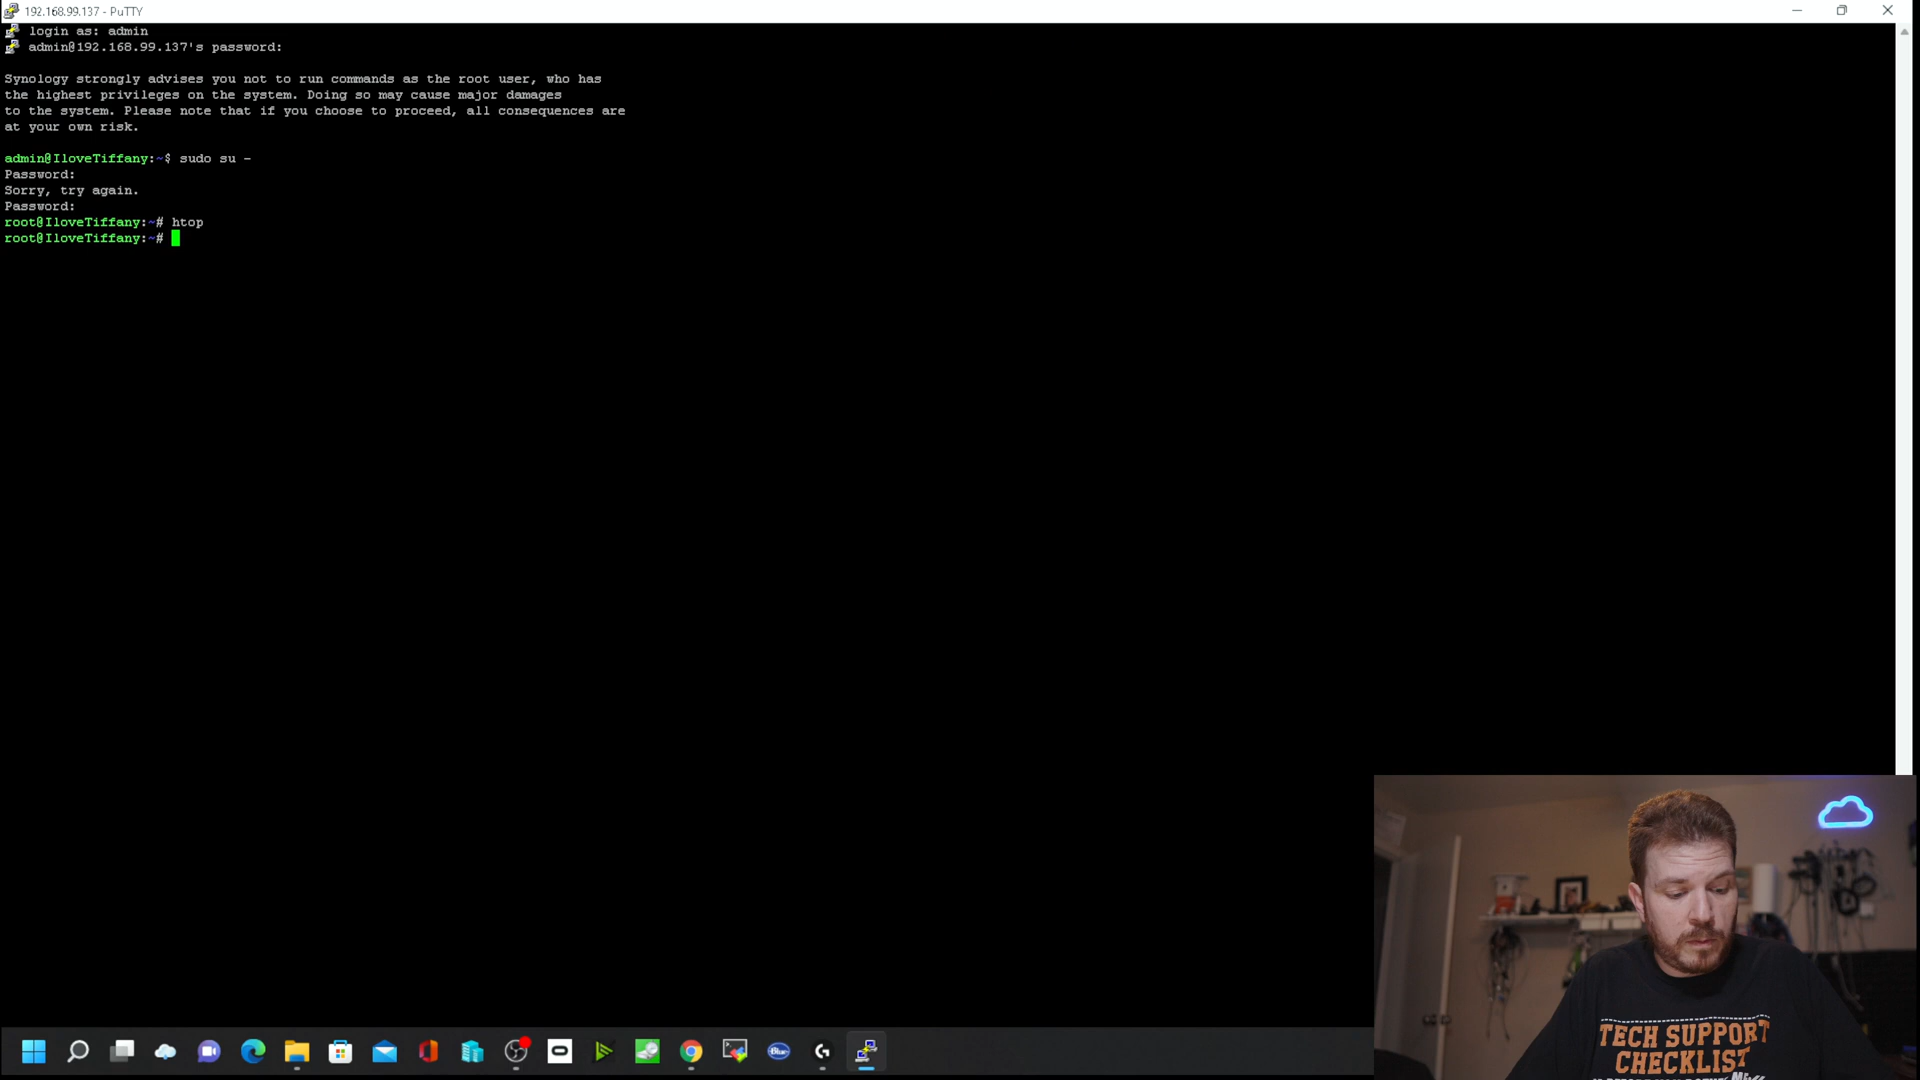 192.168.99.137 - PuTTY
login as: admin
admin@192.168.99.137's password:
Synology strongly advises you not to run commands as the root user, who has
the highest privileges on the system. Doing so may cause major damages
to the system. Please note that if you choose to proceed, all consequences are
at your own risk.
admin@IloveTiffany:~$ sudo su -
Password:
Sorry, try again.
Password:
root@IloveTiffany:~# htop
root@IloveTiffany:~#
Blue
TECH SUPPORT
CHECKLIST